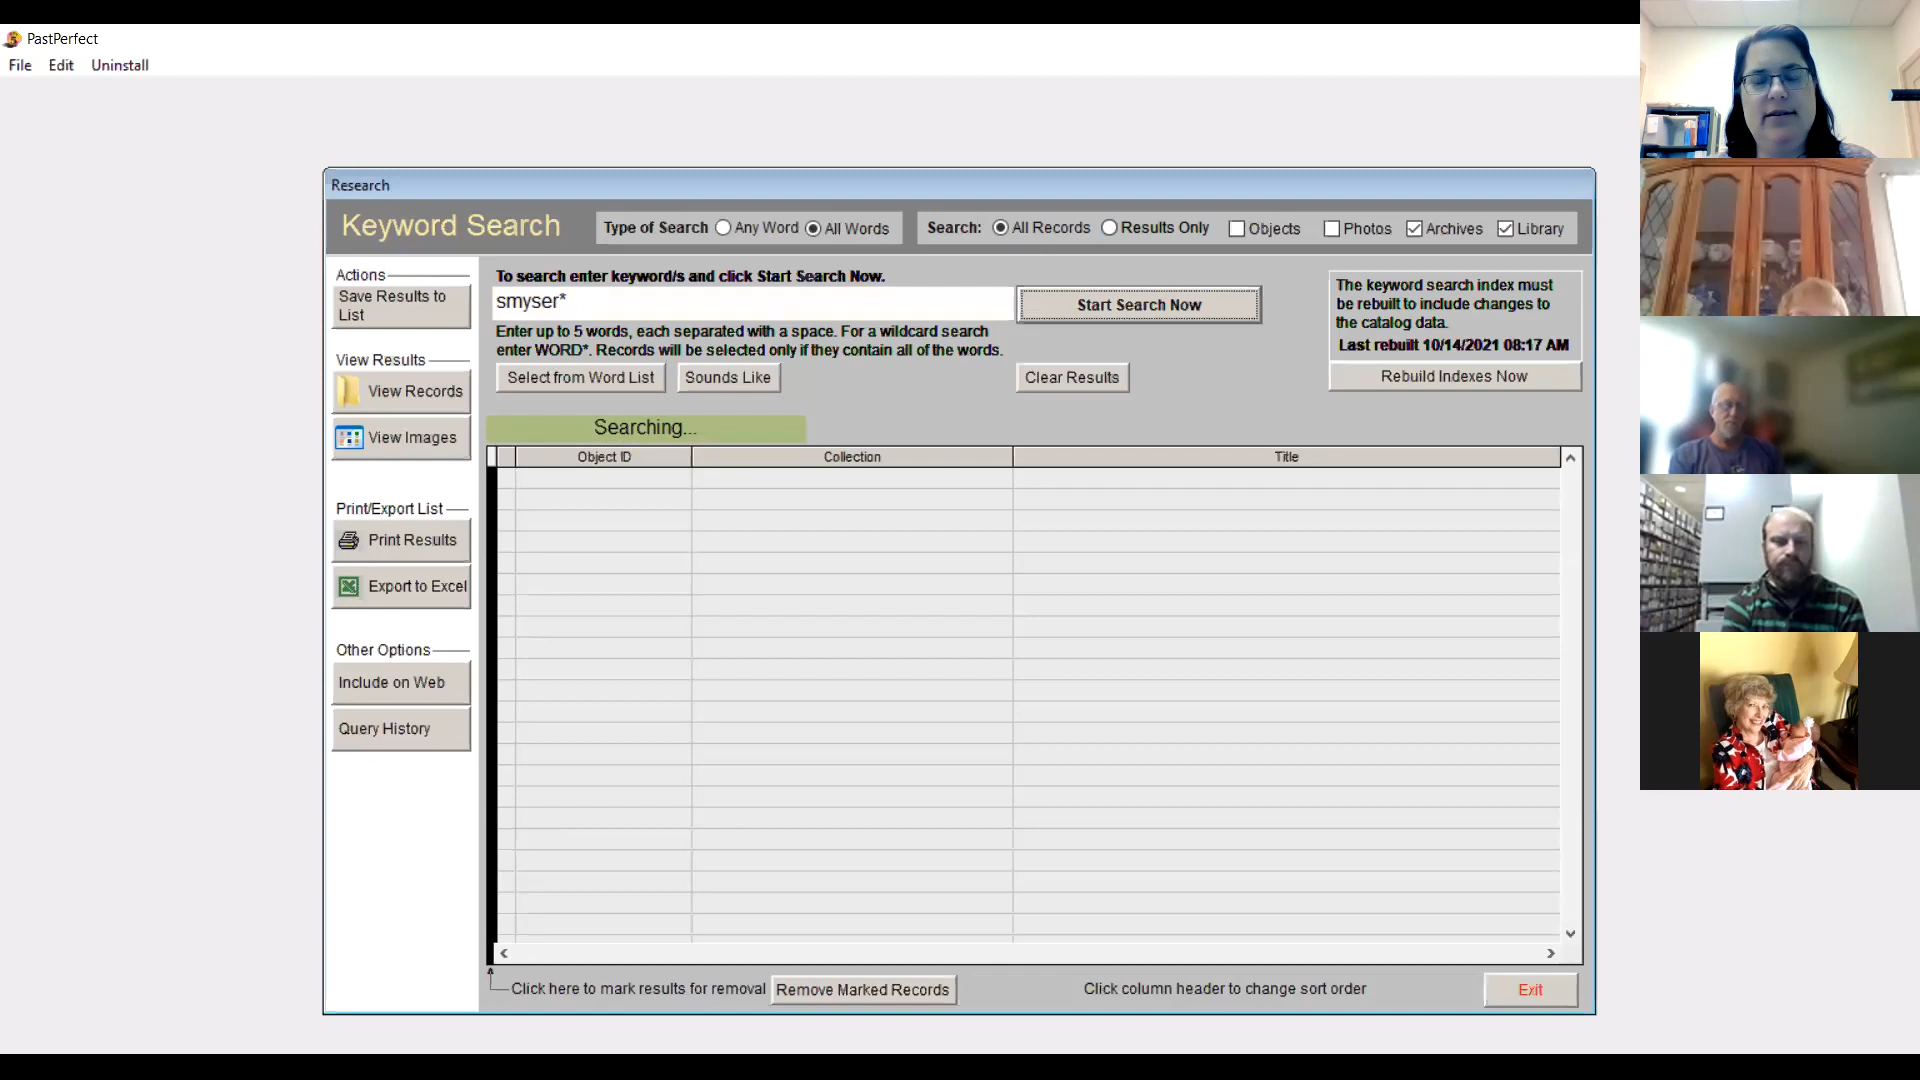 PastPerfect
File Edit Uninstall
Research
Keyword Search
Type of Search Any Word All Words
Search: All Records Results Only Objects Photos Archives Library
Actions
Save Results to
List
View Results
View Records
View Images
Print/Export List
Print Results
Export to Excel
Other Options
Include on Web
Query History
To search enter keyword/s and click Start Search Now.
smyser*
Start Search Now
Enter up to 5 words, each separated with a space. For a wildcard search
enter WORD*. Records will be selected only if they contain all of the words.
Select from Word List Sounds Like Clear Results
The keyword search index must
be rebuilt to include changes to
the catalog data.
Last rebuilt 10/14/2021 08:17 AM
Rebuild Indexes Now
Searching...
Object ID Collection Title
Click here to mark results for removal Remove Marked Records Click column header to change sort order Exit